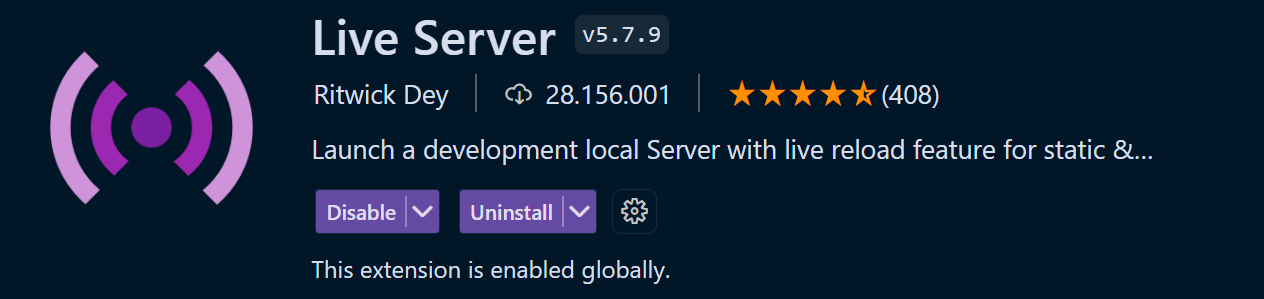 Live Server v5.7.9
Ritwick Dey 28.156.001 (408)
Launch a development local Server with live reload feature for static &...
Disable Uninstall
This extension is enabled globally.